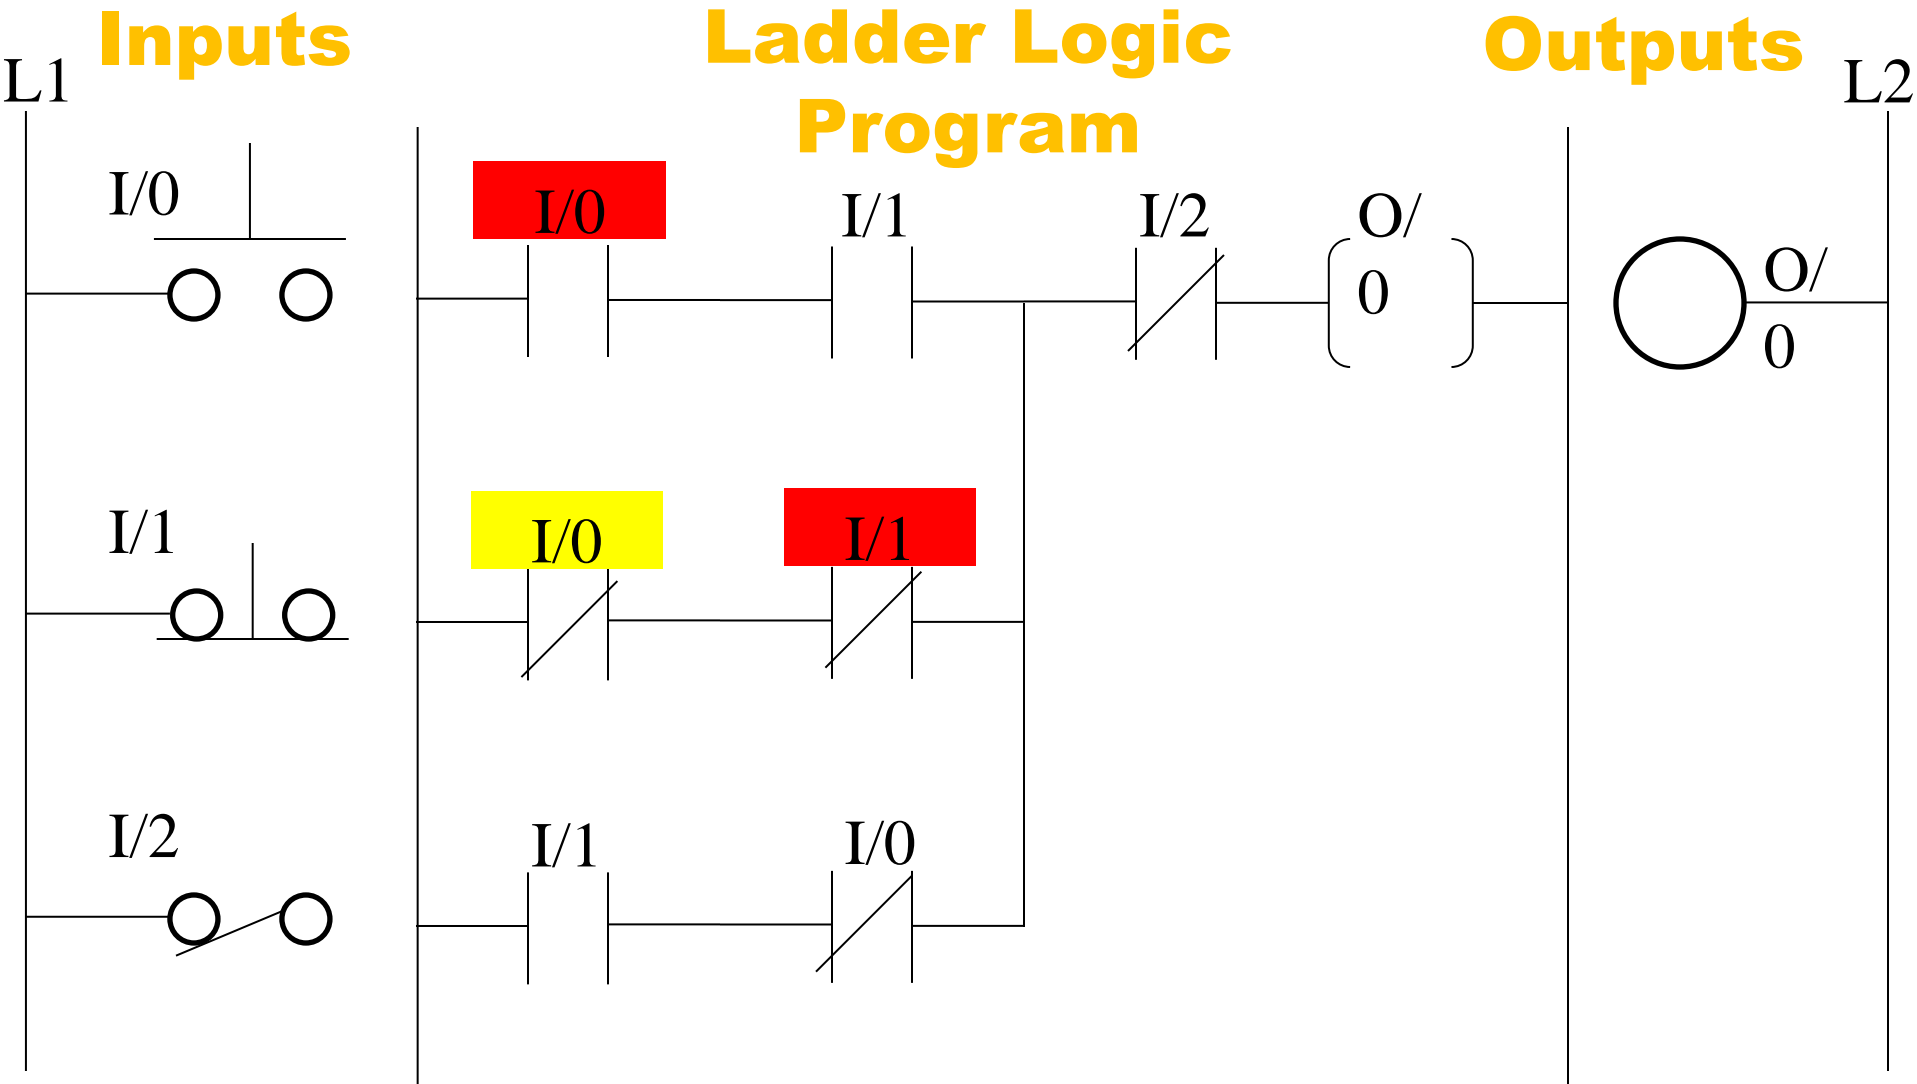 Inputs
Ladder Logic
Program
Outputs
L1
L2
I/0
I/0
I/1
I/2
O/
0
O/
0
I/1
I/0
I/1
I/2
I/1
I/0